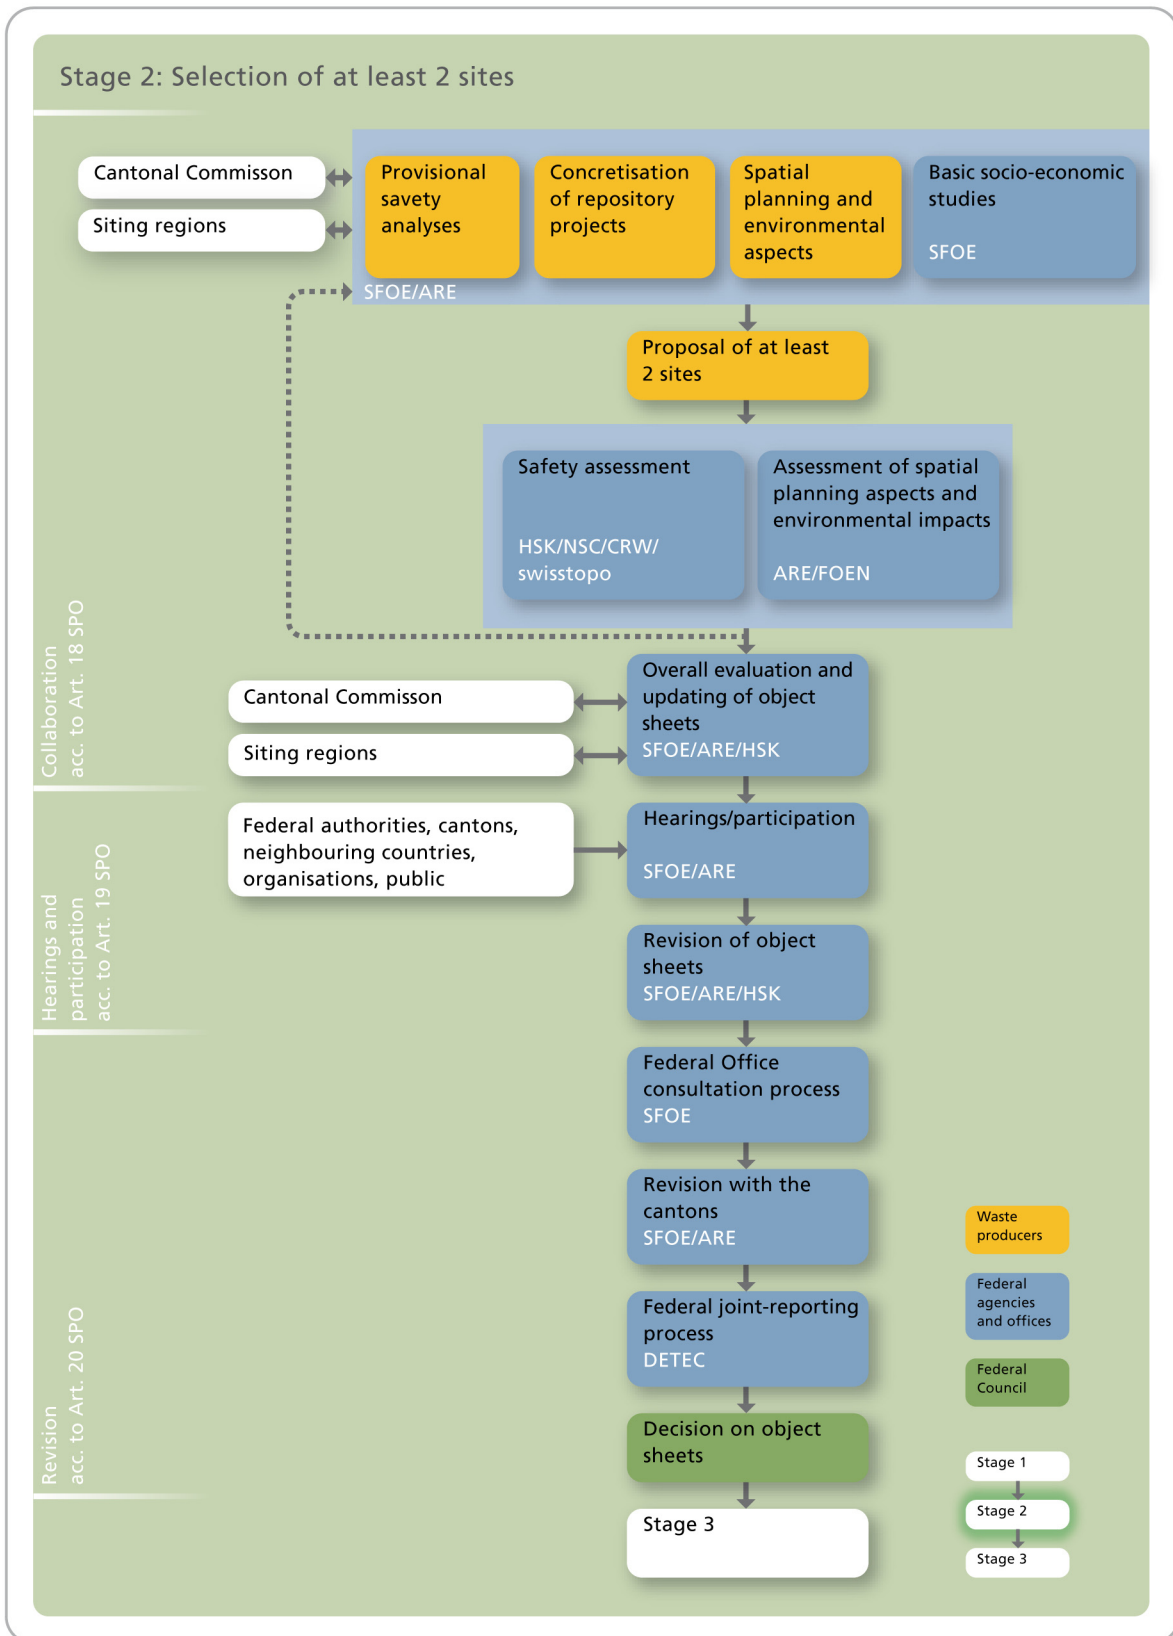 Stage 2: Selection of at least 2 sites
Cantonal Commisson
Siting regions
Provisional
savety
analyses
Concretisation
of repository
projects
Spatial
planning and
environmental
aspects
Basic socio-economic
studies
SFOE
SFOE/ARE
Proposal of at least
2 sites
Safety assessment
HSK/NSC/CRW/
swisstopo
Assessment of spatial
planning aspects and
environmental impacts
ARE/FOEN
Collaboration
acc. to Art. 18 SPO
Cantonal Commisson
Siting regions
Overall evaluation and
updating of object
sheets
SFOE/ARE/HSK
Hearings and
participation
acc. to Art. 19 SPO
Federal authorities, cantons,
neighbouring countries,
organisations, public
Hearings/participation
SFOE/ARE
Revision of object
sheets
SFOE/ARE/HSK
Revision
acc. to Art. 20 SPO
Federal Office
consultation process
SFOE
Revision with the
cantons
SFOE/ARE
Federal joint-reporting
process
DETEC
Decision on object
sheets
Stage 3
Waste
producers
Federal
agencies
and offices
Federal
Council
Stage 1
Stage 2
Stage 3